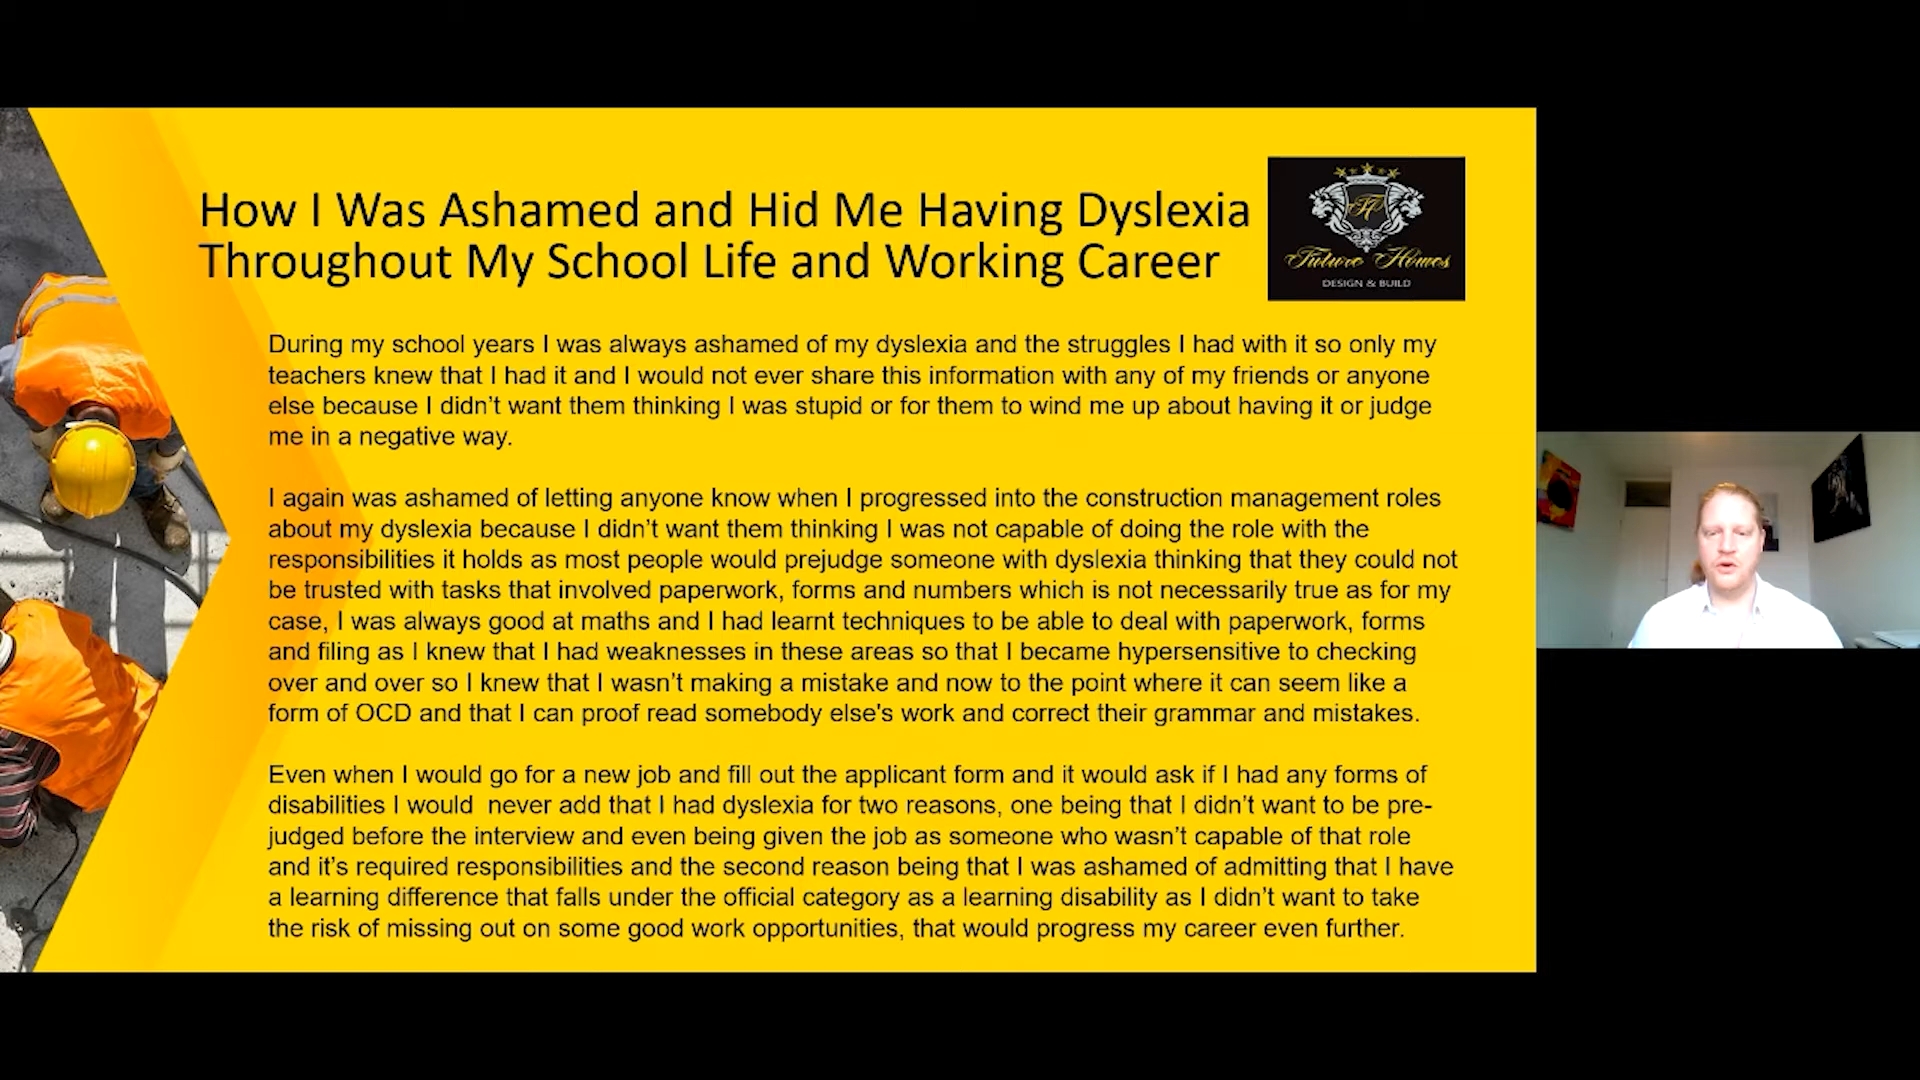 How I Was Ashamed and Hid Me Having Dyslexia
Throughout My School Life and Working Career
FH
Future Homes
DESIGN & BUILD
During my school years I was always ashamed of my dyslexia and the struggles I had with it so only my
teachers knew that I had it and I would not ever share this information with any of my friends or anyone
else because I didn’t want them thinking I was stupid or for them to wind me up about having it or judge
me in a negative way.
I again was ashamed of letting anyone know when I progressed into the construction management roles
about my dyslexia because I didn’t want them thinking I was not capable of doing the role with the
responsibilities it holds as most people would prejudge someone with dyslexia thinking that they could not
be trusted with tasks that involved paperwork, forms and numbers which is not necessarily true as for my
case, I was always good at maths and I had learnt techniques to be able to deal with paperwork, forms
and filing as I knew that I had weaknesses in these areas so that I became hypersensitive to checking
over and over so I knew that I wasn’t making a mistake and now to the point where it can seem like a
form of OCD and that I can proof read somebody else's work and correct their grammar and mistakes.
Even when I would go for a new job and fill out the applicant form and it would ask if I had any forms of
disabilities I would  never add that I had dyslexia for two reasons, one being that I didn’t want to be pre-
judged before the interview and even being given the job as someone who wasn’t capable of that role
and it’s required responsibilities and the second reason being that I was ashamed of admitting that I have
a learning difference that falls under the official category as a learning disability as I didn’t want to take
the risk of missing out on some good work opportunities, that would progress my career even further.